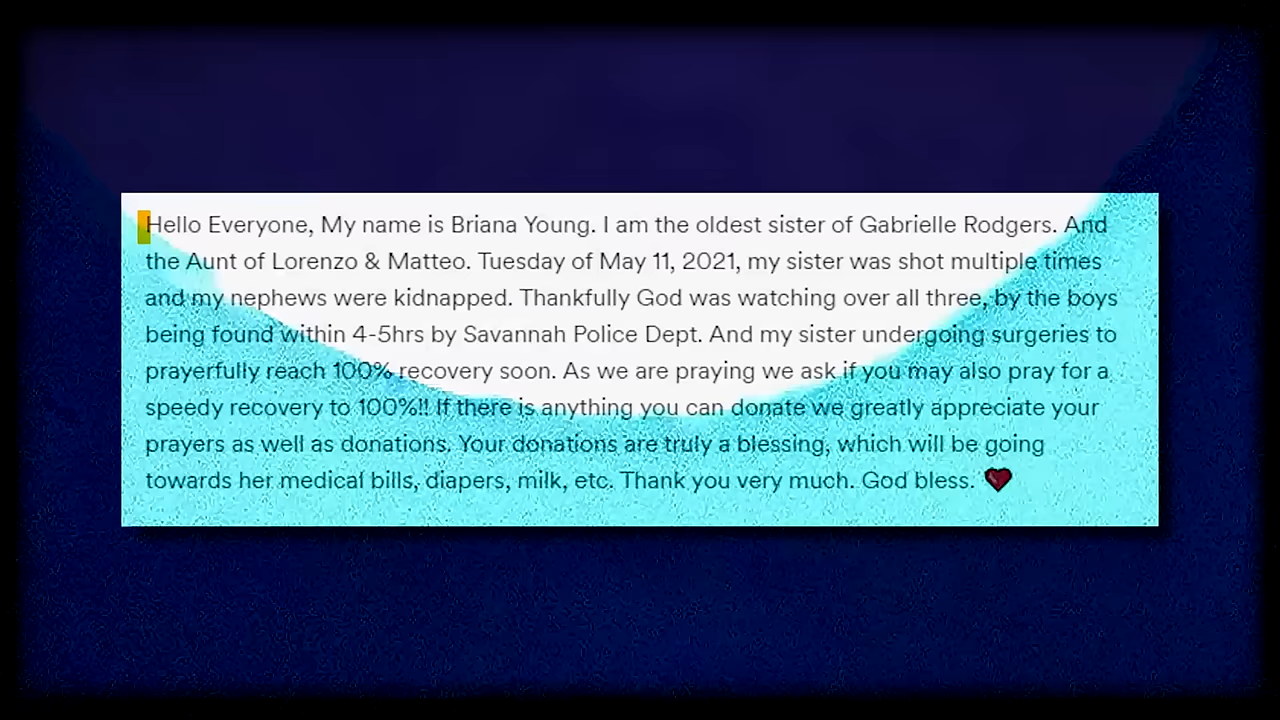 Hello Everyone, My name is Briana Young. I am the oldest sister of Gabrielle Rodgers. And
the Aunt of Lorenzo & Matteo. Tuesday of May 11, 2021, my sister was shot multiple times
and my nephews were kidnapped. Thankfully God was watching over all three, by the boys
being found within 4-5hrs by Savannah Police Dept. And my sister undergoing surgeries to
prayerfully reach 100% recovery soon. As we are praying we ask if you may also pray for a
speedy recovery to 100%!! If there is anything you can donate we greatly appreciate your
prayers as well as donations. Your donations are truly a blessing, which will be going
towards her medical bills, diapers, milk, etc. Thank you very much. God bless. ❤